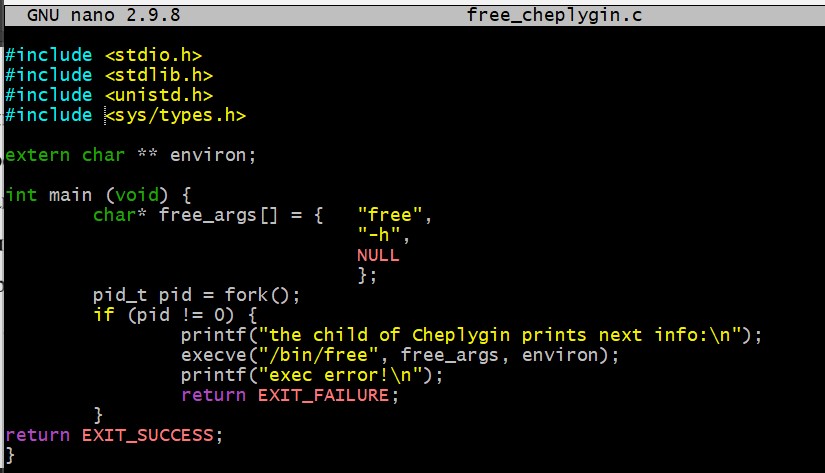 GNU nano 2.9.8 free_cheplygin.c
#include <stdio.h>
#include <stdlib.h>
#include <unistd.h>
#include <sys/types.h>
extern char ** environ;
int main (void) {
char* free_args[] = { "free",
"-h",
NULL
};
pid_t pid = fork();
if (pid != 0) {
printf("the child of Cheplygin prints next info:\n");
execve("/bin/free", free_args, environ);
printf("exec error!\n");
return EXIT_FAILURE;
}
return EXIT_SUCCESS;
}